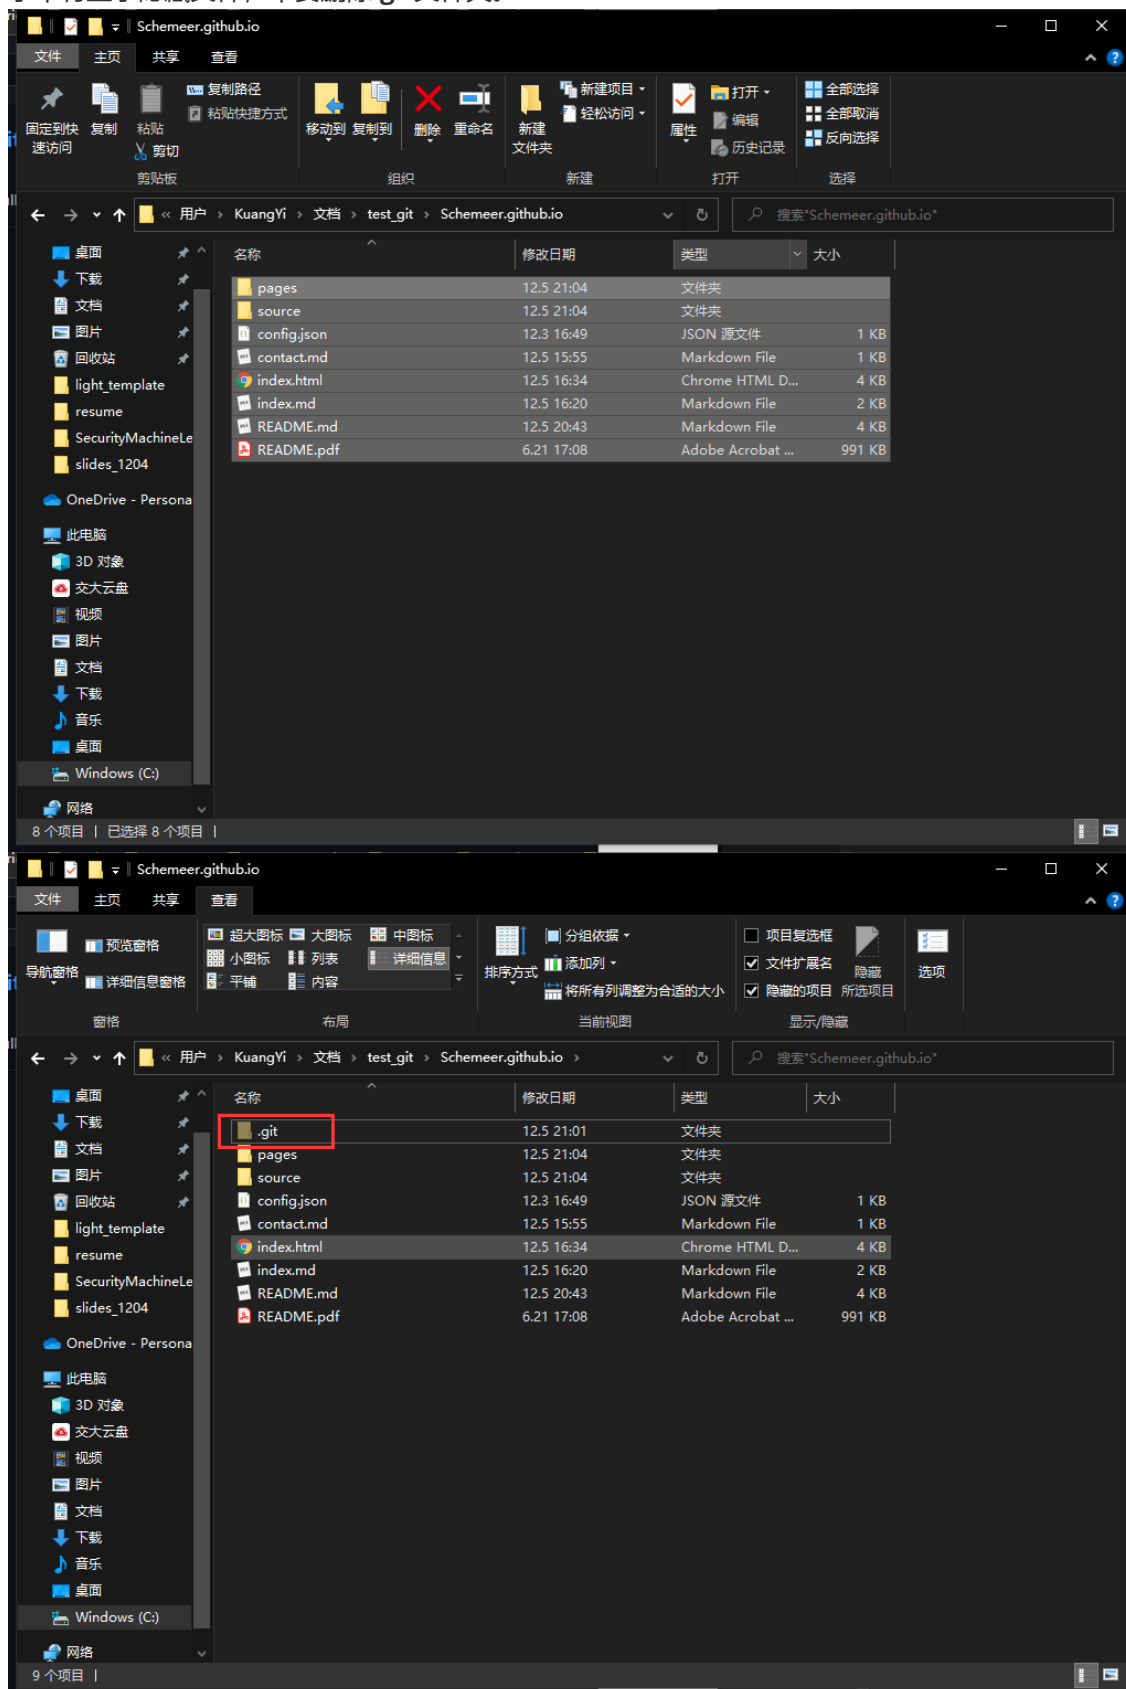 Schemeer.github.io
文件 主页 共享 查看
固定到快速访问 复制 粘贴 复制路径 粘贴快捷方式 剪切 移动到 复制到 删除 重命名 新建文件夹 新建项目 轻松访问 属性 打开 编辑 历史记录 全部选择 全部取消 反向选择
剪贴板 组织 新建 打开 选择
« 用户 › KuangYi › 文档 › test_git › Schemeer.github.io 搜索"Schemeer.github.io"
名称 修改日期 类型 大小
pages 12.5 21:04 文件夹
source 12.5 21:04 文件夹
config.json 12.3 16:49 JSON 源文件 1 KB
contact.md 12.5 15:55 Markdown File 1 KB
index.html 12.5 16:34 Chrome HTML D... 4 KB
index.md 12.5 16:20 Markdown File 2 KB
README.md 12.5 20:43 Markdown File 4 KB
README.pdf 6.21 17:08 Adobe Acrobat ... 991 KB
桌面
下载
文档
图片
回收站
light_template
resume
SecurityMachineLe
slides_1204
OneDrive - Persona
此电脑
3D 对象
交大云盘
视频
图片
文档
下载
音乐
桌面
Windows (C:)
网络
8 个项目 | 已选择 8 个项目 |
Schemeer.github.io
文件 主页 共享 查看
导航窗格 预览窗格 详细信息窗格 超大图标 大图标 中图标 小图标 列表 详细信息 平铺 内容 排序方式 分组依据 添加列 将所有列调整为合适的大小 项目复选框 文件扩展名 隐藏的项目 隐藏所选项目 选项
窗格 布局 当前视图 显示/隐藏
« 用户 › KuangYi › 文档 › test_git › Schemeer.github.io › 搜索"Schemeer.github.io"
名称 修改日期 类型 大小
.git 12.5 21:01 文件夹
pages 12.5 21:04 文件夹
source 12.5 21:04 文件夹
config.json 12.3 16:49 JSON 源文件 1 KB
contact.md 12.5 15:55 Markdown File 1 KB
index.html 12.5 16:34 Chrome HTML D... 4 KB
index.md 12.5 16:20 Markdown File 2 KB
README.md 12.5 20:43 Markdown File 4 KB
README.pdf 6.21 17:08 Adobe Acrobat ... 991 KB
桌面
下载
文档
图片
回收站
light_template
resume
SecurityMachineLe
slides_1204
OneDrive - Persona
此电脑
3D 对象
交大云盘
视频
图片
文档
下载
音乐
桌面
Windows (C:)
网络
9 个项目 |